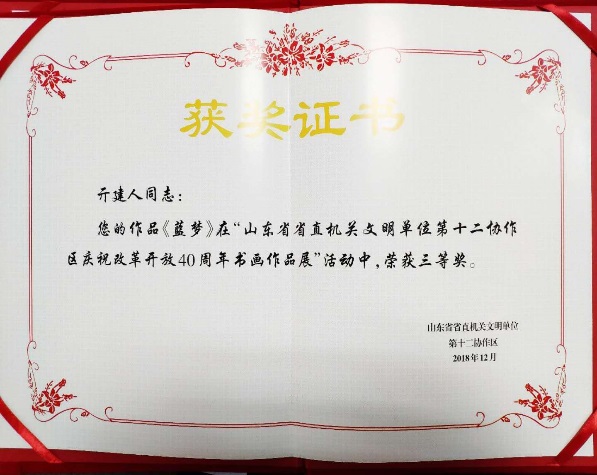 获奖证书
亓建人同志：
您的作品《蓝梦》在“山东省省直机关文明单位第十二协作
区庆祝改革开放40周年书画作品展”活动中，荣获三等奖。
山东省省直机关文明单位
第十二协作区
2018年12月